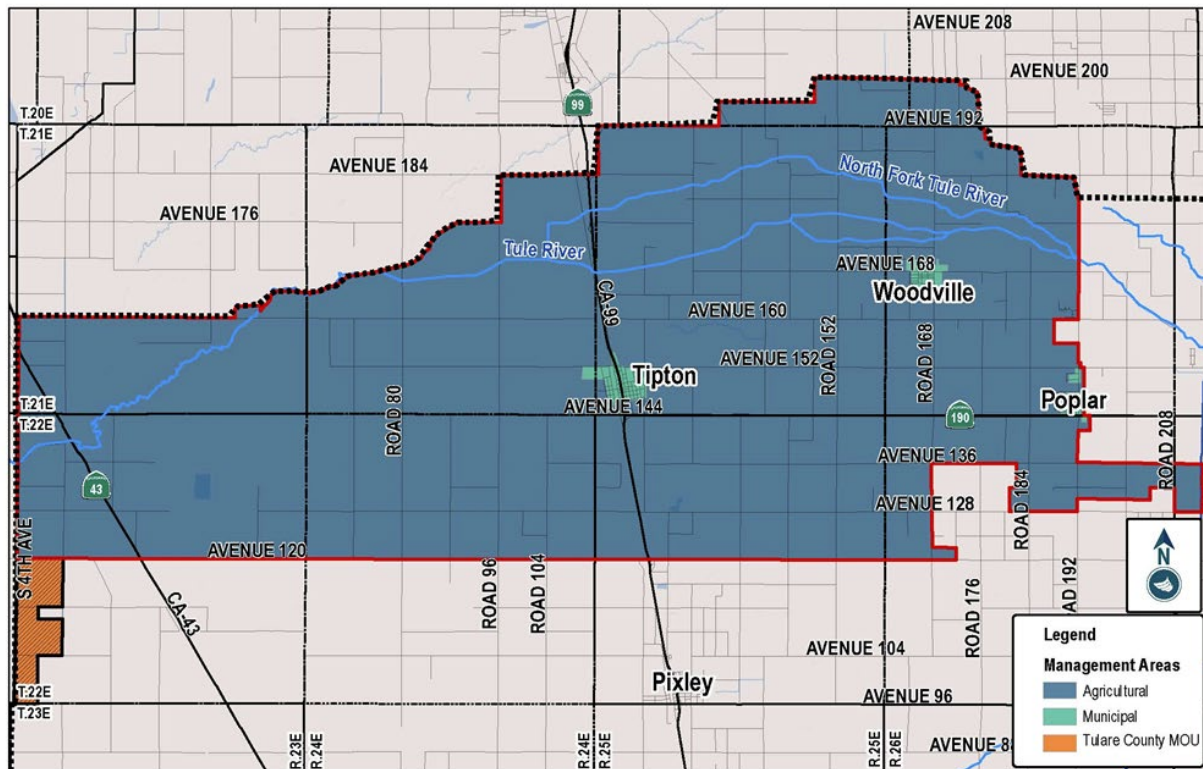 AVENUE 208
AVENUE 200
99
T.20E
T.21E
AVENUE 192
AVENUE 184
North Fork Tule River
AVENUE 176
Tule River
AVENUE 168
Woodville
CA-99
AVENUE 160
ROAD 152
ROAD 168
AVENUE 152
Tipton
ROAD 80
Poplar
AVENUE 144
T.21E
T.22E
190
ROAD 208
AVENUE 136
43
AVENUE 128
ROAD 184
S 4TH AVE
AVENUE 120
N
ROAD 96
ROAD 104
ROAD 176
AD 192
CA-43
AVENUE 104
Pixley
T.22E
T.23E
AVENUE 96
R.23E
R.24E
R.24E
R.25E
R.25E
R.26E
AVENUE 8
Legend
Management Areas
Agricultural
Municipal
Tulare County MOU